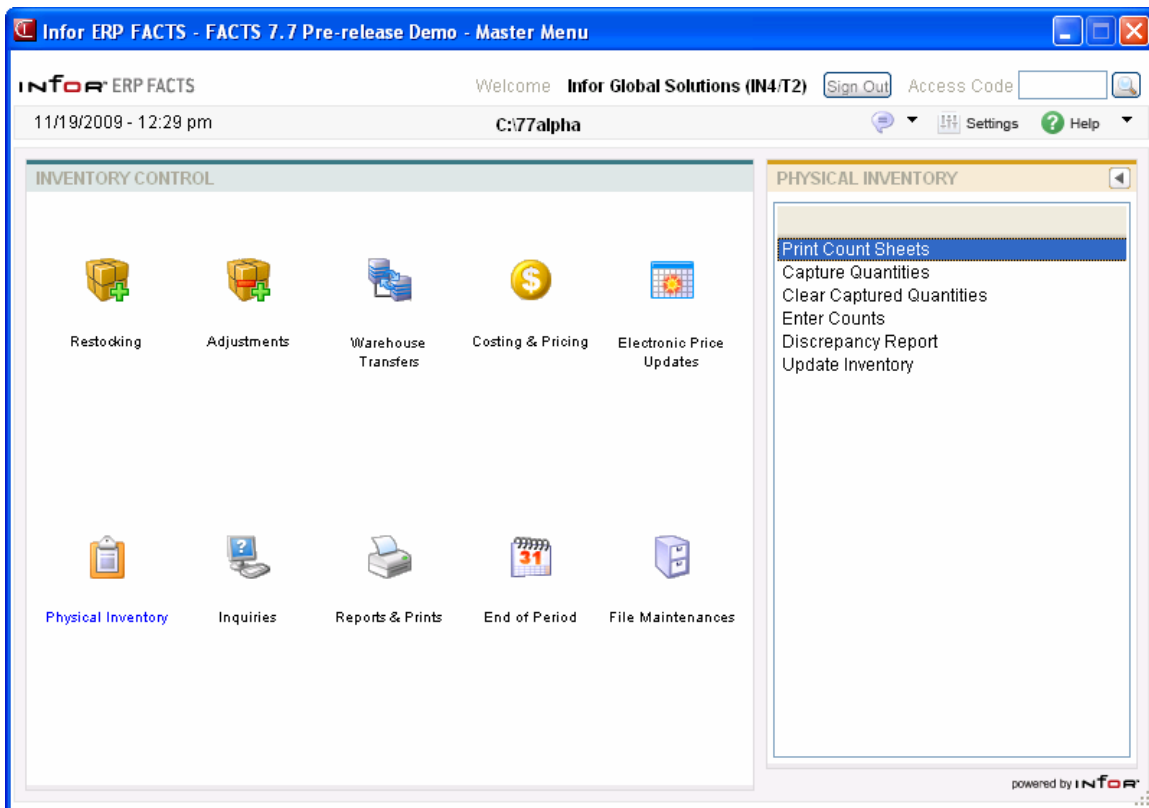 Infor ERP FACTS - FACTS 7.7 Pre-release Demo - Master Menu
INFOR ERP FACTS Welcome Infor Global Solutions (IN4/T2) Sign Out Access Code
11/19/2009 - 12:29 pm C:\77alpha Settings ? Help
INVENTORY CONTROL
Restocking Adjustments Warehouse Transfers Costing & Pricing Electronic Price Updates
Physical Inventory Inquiries Reports & Prints End of Period File Maintenances
31
PHYSICAL INVENTORY
Print Count Sheets
Capture Quantities
Clear Captured Quantities
Enter Counts
Discrepancy Report
Update Inventory
powered by INFOR